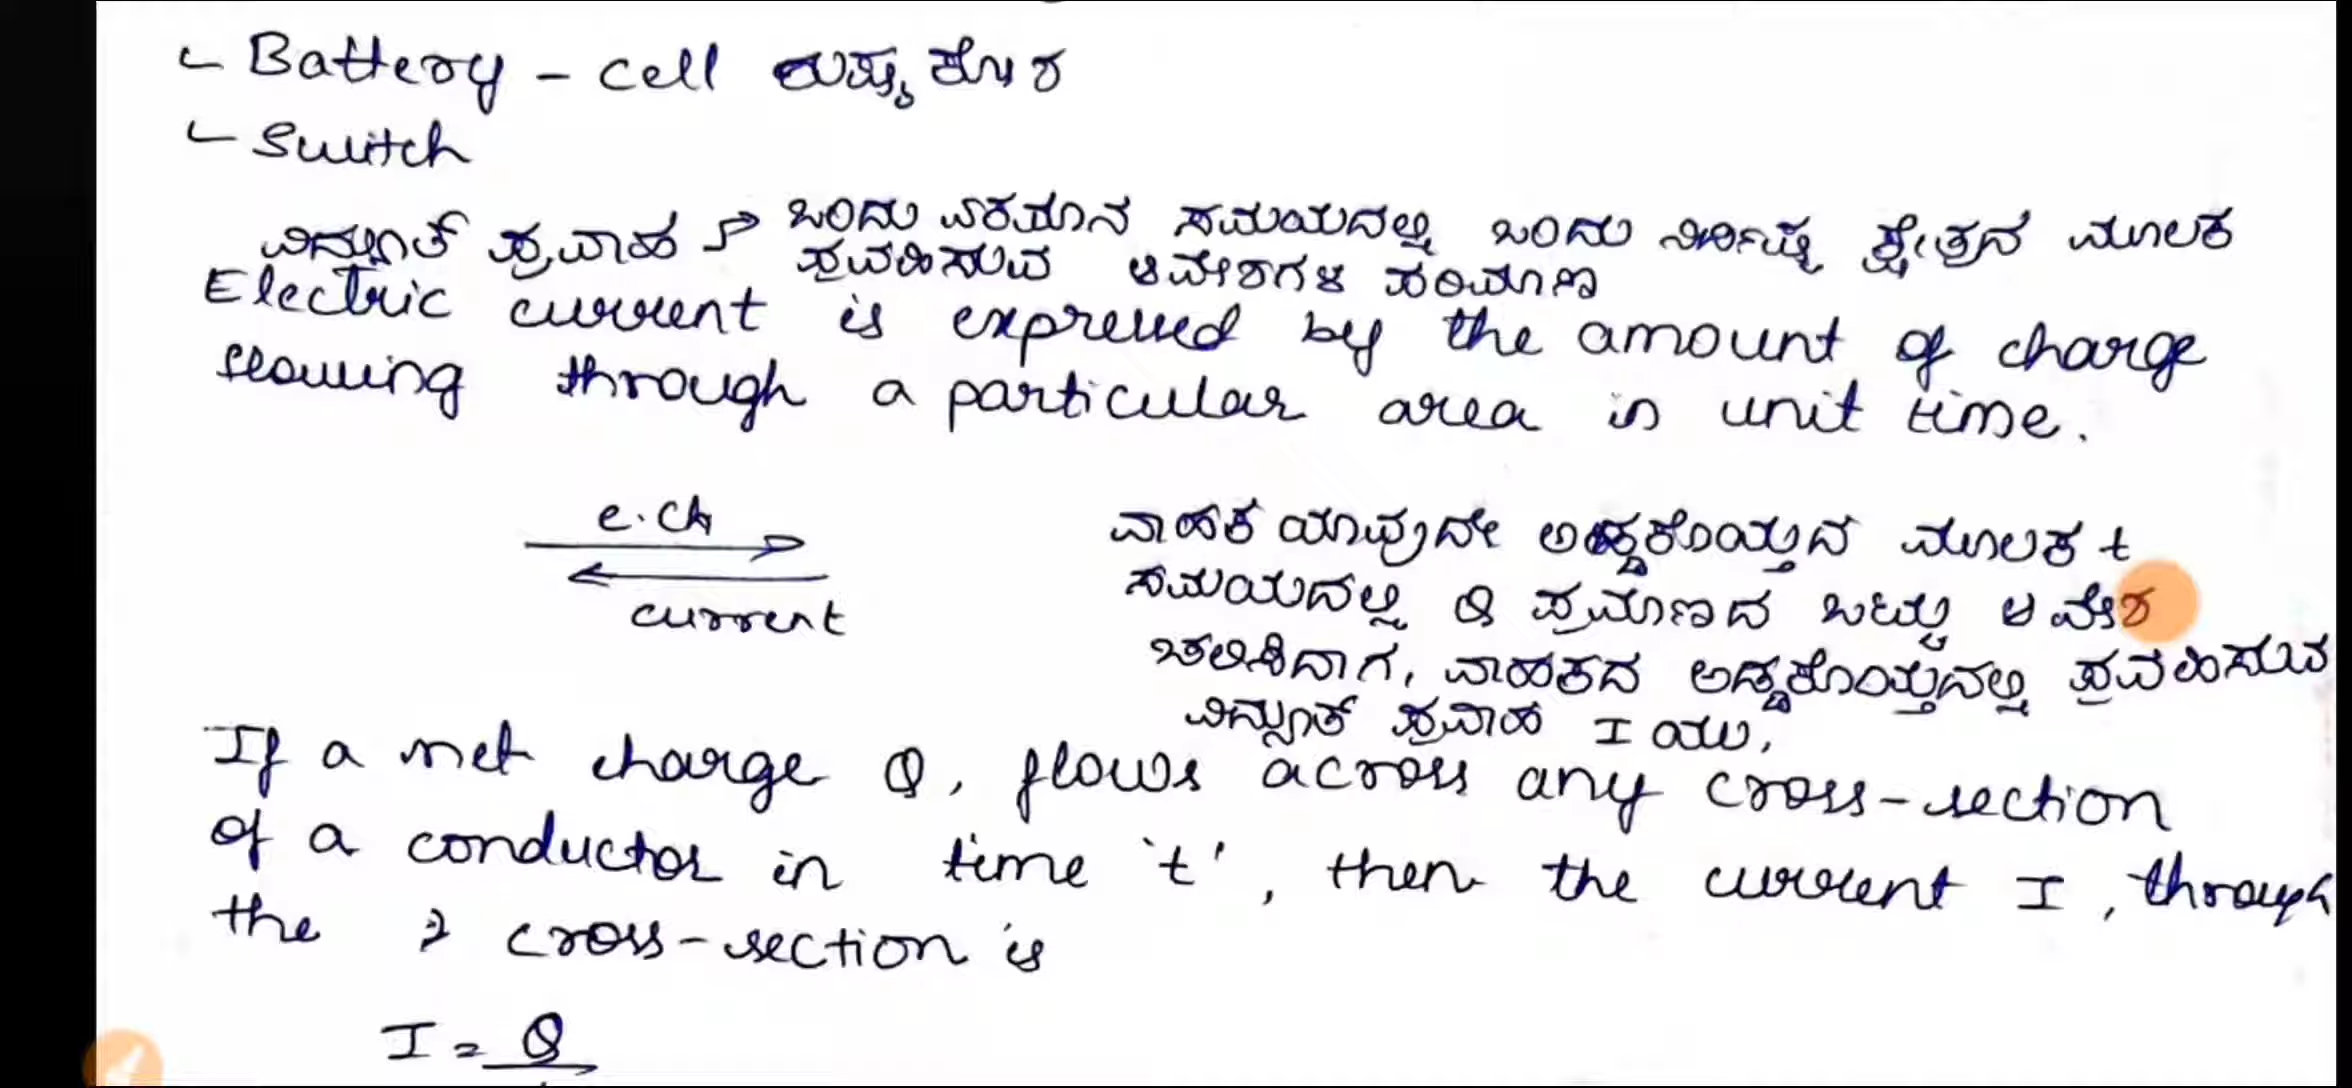 Battery - cell ಶುಷ್ಕಕೋಶ
Switch
ವಿದ್ಯುತ್ ಪ್ರವಾಹ → ಒಂದು ಏಕಮಾನ ಸಮಯದಲ್ಲಿ ಒಂದು ನಿರ್ದಿಷ್ಟ ಕ್ಷೇತ್ರದ ಮೂಲಕ
ಪ್ರವಹಿಸುವ ಆವೇಶಗಳ ಪರಿಮಾಣ
Electric current is expressed by the amount of charge
flowing through a particular area in unit time.
e.ch
current
ವಾಹಕ ಯಾವುದೇ ಅಡ್ಡಕೊಯ್ತದ ಮೂಲಕ t
ಸಮಯದಲ್ಲಿ Q ಪ್ರಮಾಣದ ಒಟ್ಟು ಆವೇಶ
ಚಲಿಸಿದಾಗ, ವಾಹಕದ ಅಡ್ಡಕೊಯ್ತದಲ್ಲಿ ಪ್ರವಹಿಸುವ
ವಿದ್ಯುತ್ ಪ್ರವಾಹ I ಯು,
If a net charge Q, flows across any cross-section
of a conductor in time 't', then the current I, through
the cross-section is
I = Q